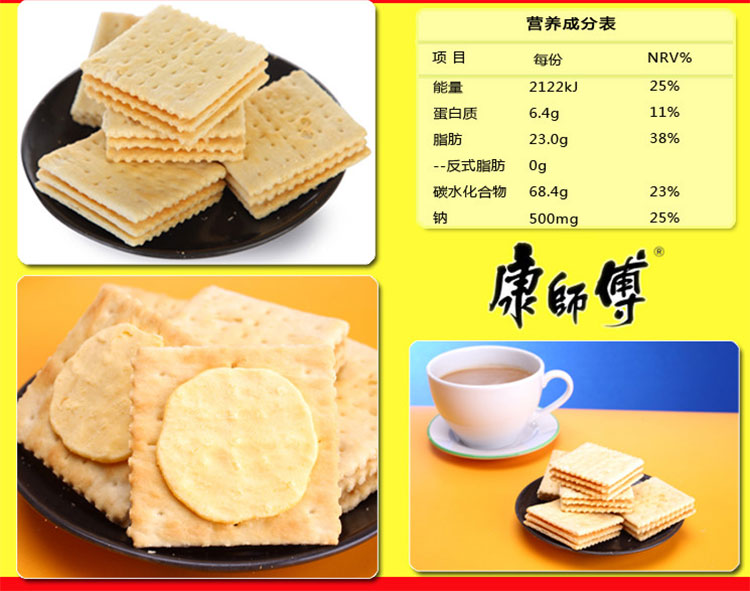 营养成分表
项 目 每份 NRV%
能量 2122kJ 25%
蛋白质 6.4g 11%
脂肪 23.0g 38%
--反式脂肪 0g
碳水化合物 68.4g 23%
钠 500mg 25%
康師傅®